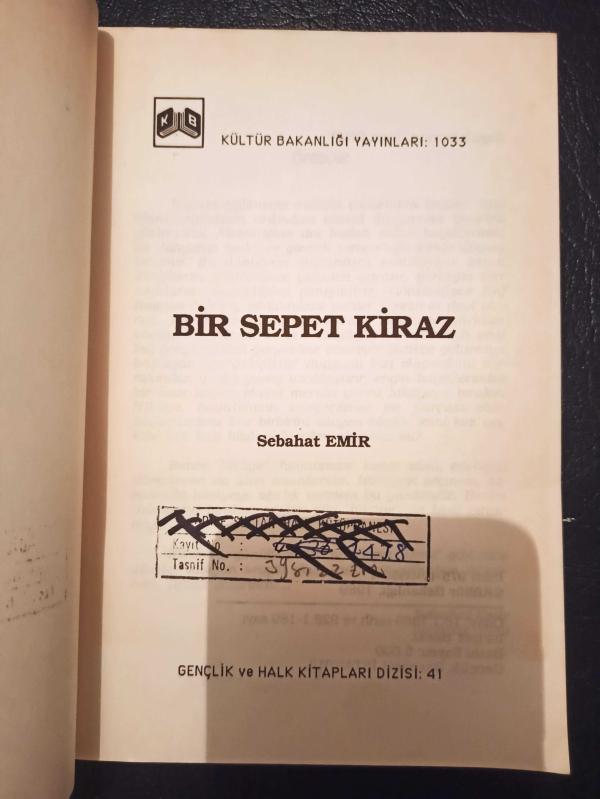 K B
KÜLTÜR BAKANLIĞI YAYINLARI: 1033
BİR SEPET KİRAZ
Sebahat EMİR
Kayıt No :
Tasnif No. :
GENÇLİK ve HALK KİTAPLARI DİZİSİ: 41